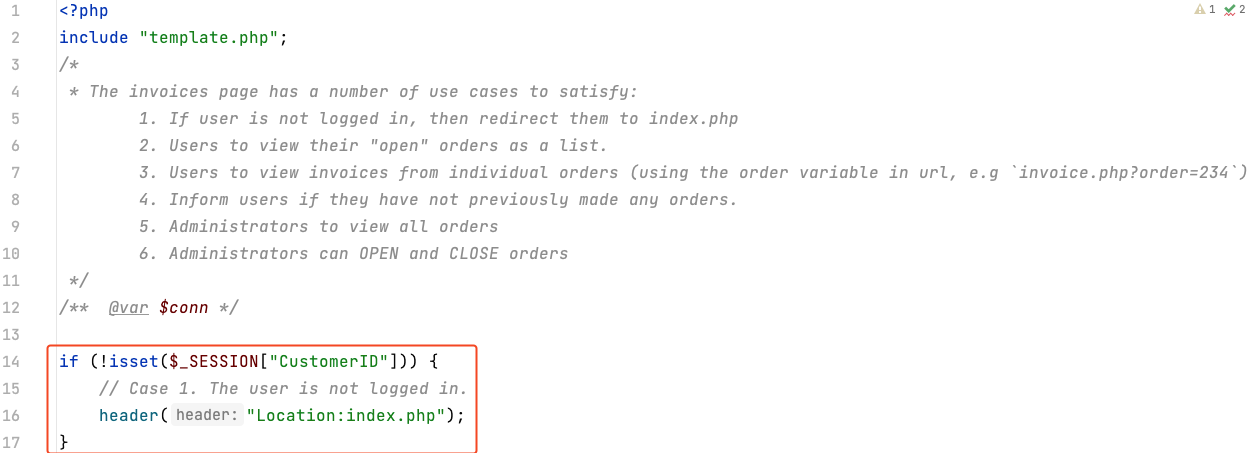 1 <?php ⚠ 1 ✔ 2
2 include "template.php";
3 /*
4  * The invoices page has a number of use cases to satisfy:
5         1. If user is not logged in, then redirect them to index.php
6         2. Users to view their "open" orders as a list.
7         3. Users to view invoices from individual orders (using the order variable in url, e.g `invoice.php?order=234`)
8         4. Inform users if they have not previously made any orders.
9         5. Administrators to view all orders
10         6. Administrators can OPEN and CLOSE orders
11  */
12 /**  @var $conn */
13
14 if (!isset($_SESSION["CustomerID"])) {
15     // Case 1. The user is not logged in.
16     header( header: "Location:index.php");
17 }